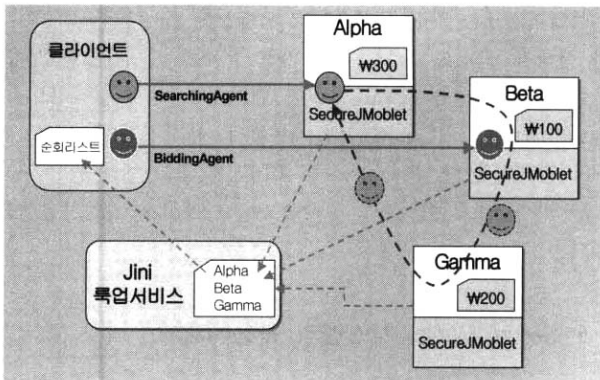 클라이언트
SearchingAgent
순회리스트
BiddingAgent
Alpha
₩300
SecureJMoblet
Beta
₩100
SecureJMoblet
Jini
룩업서비스
Alpha
Beta
Gamma
Gamma
₩200
SecureJMoblet